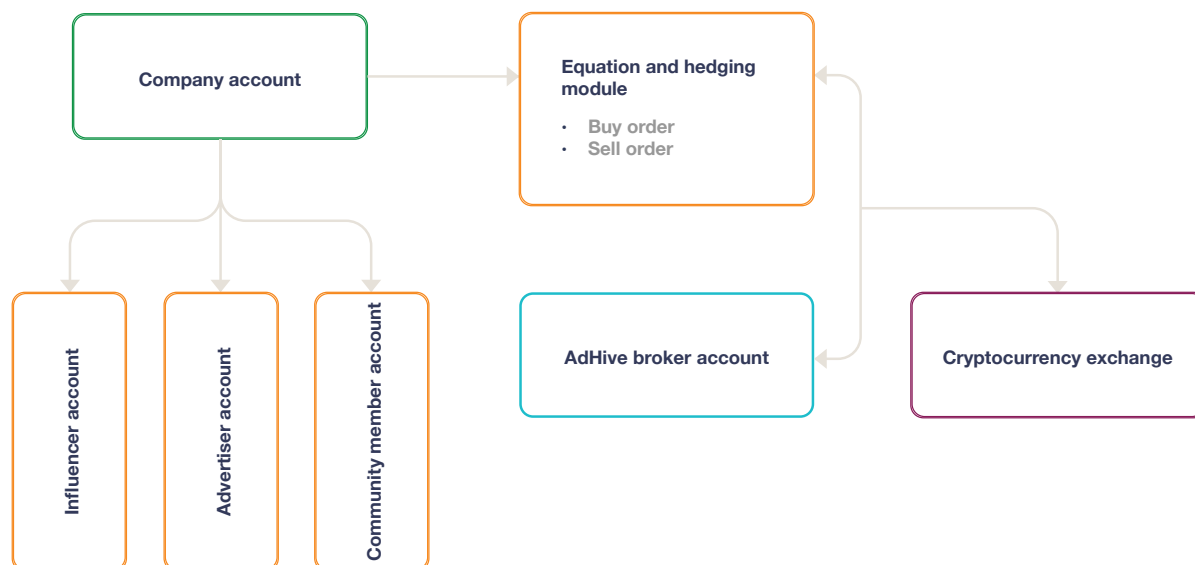 Company account
Equation and hedging
module
• Buy order
• Sell order
Influencer account
Advertiser account
Community member account
AdHive broker account
Cryptocurrency exchange